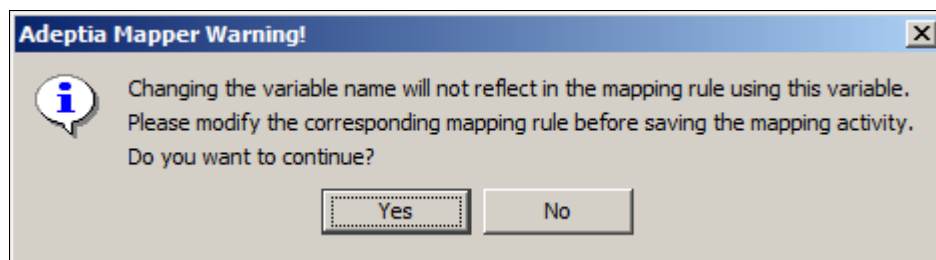 Adeptia Mapper Warning!
Changing the variable name will not reflect in the mapping rule using this variable.
Please modify the corresponding mapping rule before saving the mapping activity.
Do you want to continue?
Yes No